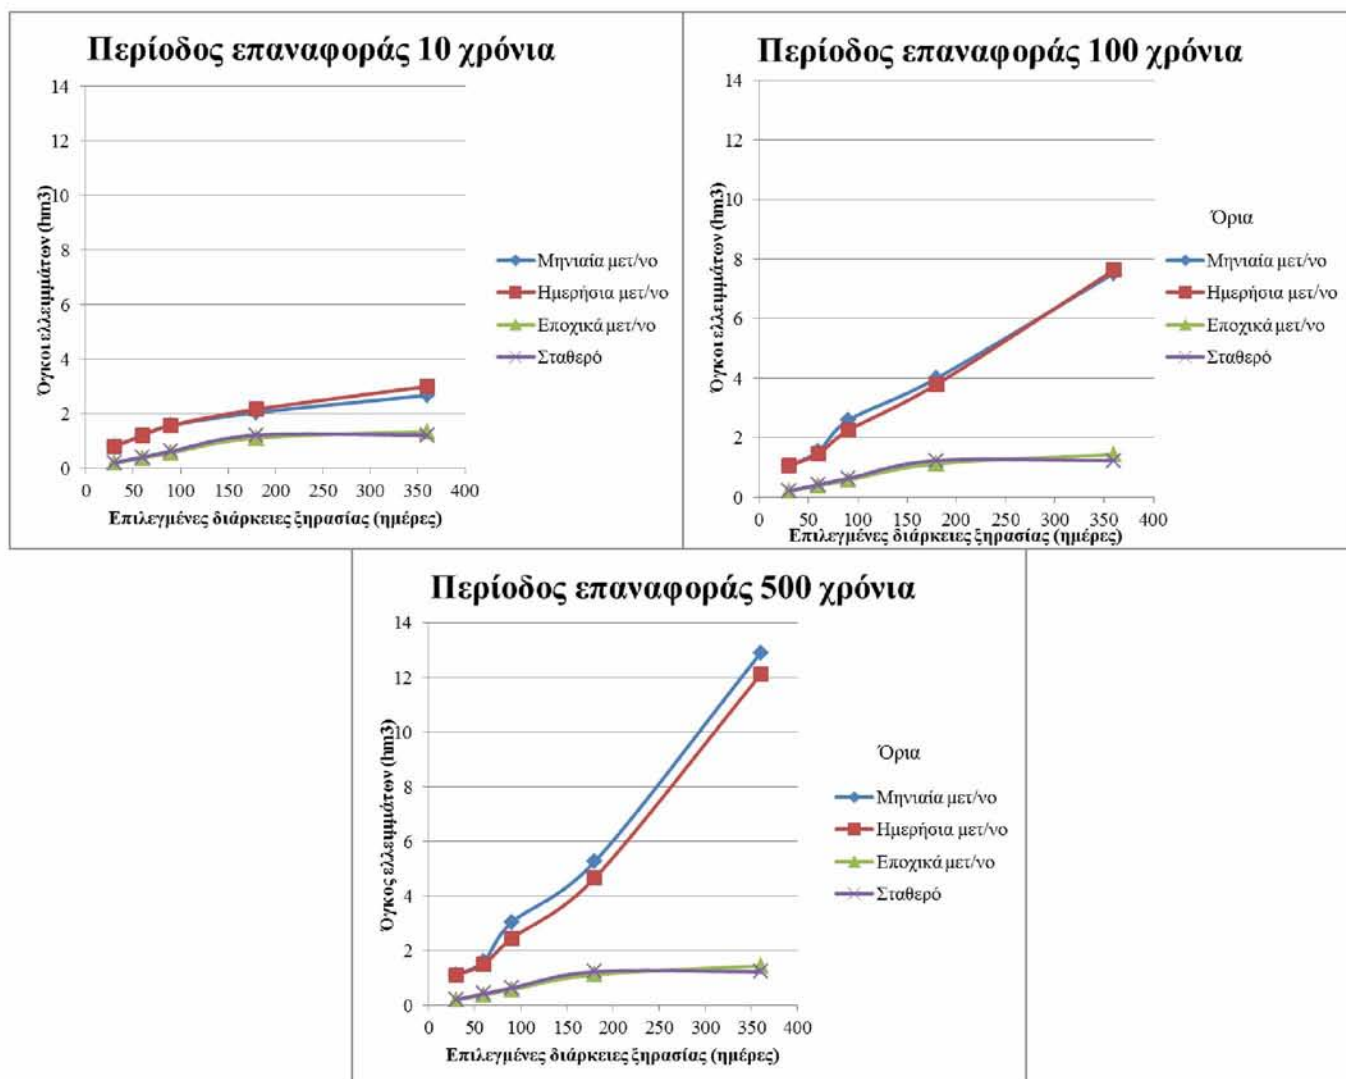 Περίοδος επαναφοράς 10 χρόνια
14
12
10
8
6
4
2
0
Όγκοι ελλειμμάτων (hm3)
0 50 100 150 200 250 300 350 400
Επιλεγμένες διάρκειες ξηρασίας (ημέρες)
Μηνιαία μετ/νο
Ημερήσια μετ/νο
Εποχικά μετ/νο
Σταθερό
Περίοδος επαναφοράς 100 χρόνια
14
12
10
8
6
4
2
0
Όγκοι ελλειμμάτων (hm3)
0 50 100 150 200 250 300 350 400
Επιλεγμένες διάρκειες ξηρασίας (ημέρες)
Όρια
Μηνιαία μετ/νο
Ημερήσια μετ/νο
Εποχικά μετ/νο
Σταθερό
Περίοδος επαναφοράς 500 χρόνια
14
12
10
8
6
4
2
0
Όγκος ελλειμμάτων (hm3)
0 50 100 150 200 250 300 350 400
Επιλεγμένες διάρκειες ξηρασίας (ημέρες)
Όρια
Μηνιαία μετ/νο
Ημερήσια μετ/νο
Εποχικά μετ/νο
Σταθερό